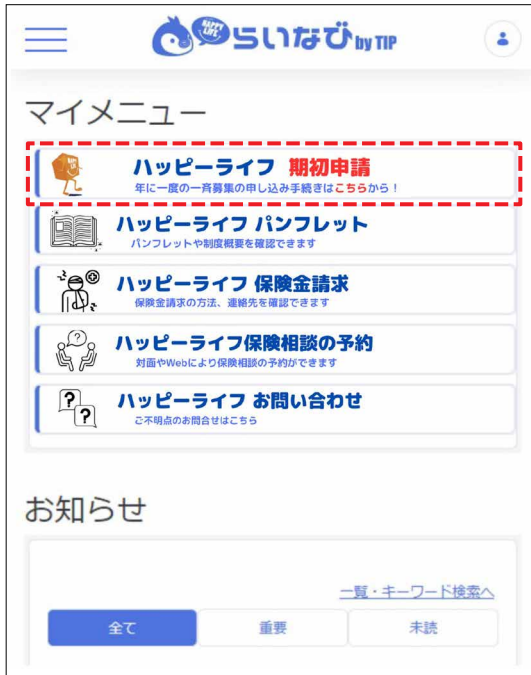 HAPPY LIFE らいなび by TIP
マイメニュー
ハッピーライフ 期初申請
年に一度の一斉募集の申し込み手続きはこちらから！
ハッピーライフ パンフレット
パンフレットや制度概要を確認できます
ハッピーライフ 保険金請求
保険金請求の方法、連絡先を確認できます
ハッピーライフ保険相談の予約
対面やWebにより保険相談の予約ができます
ハッピーライフ お問い合わせ
ご不明点のお問合せはこちら
お知らせ
一覧・キーワード検索へ
全て 重要 未読